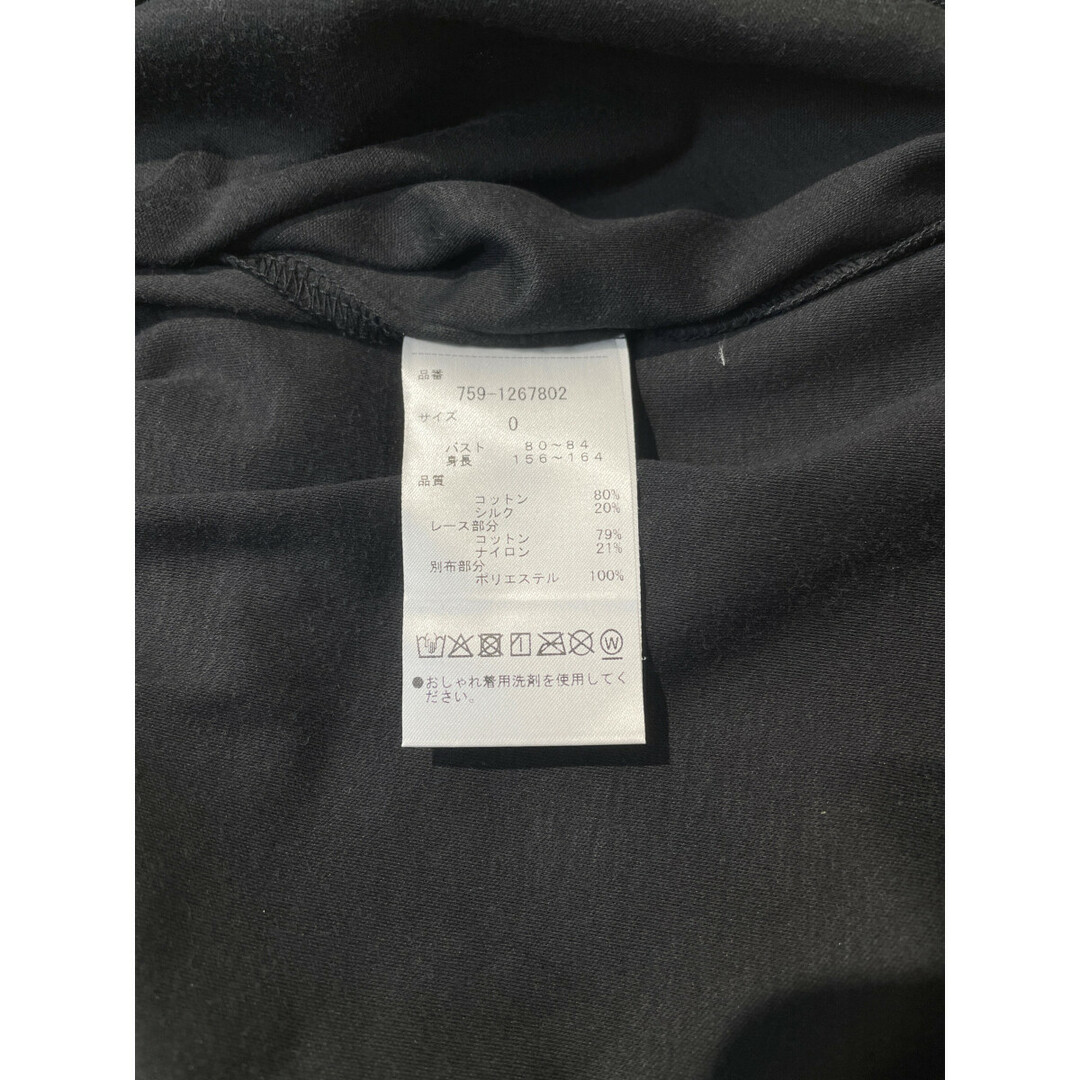 品番
759-1267802
サイズ
0
バスト 80~84
身長 156~164
品質
コットン 80%
シルク 20%
レース部分
コットン 79%
ナイロン 21%
別布部分
ポリエステル 100%
W
●おしゃれ着用洗剤を使用してく
ださい。